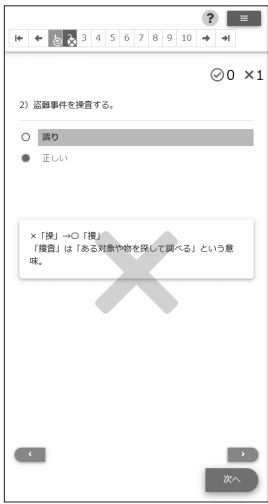 ?
3 4 5 6 7 8 9 10
0 ×1
2）盗難事件を操査する。
誤り
正しい
×「操」→○「捜」
「捜査」は「ある対象や物を探して調べる」という意
味。
次へ